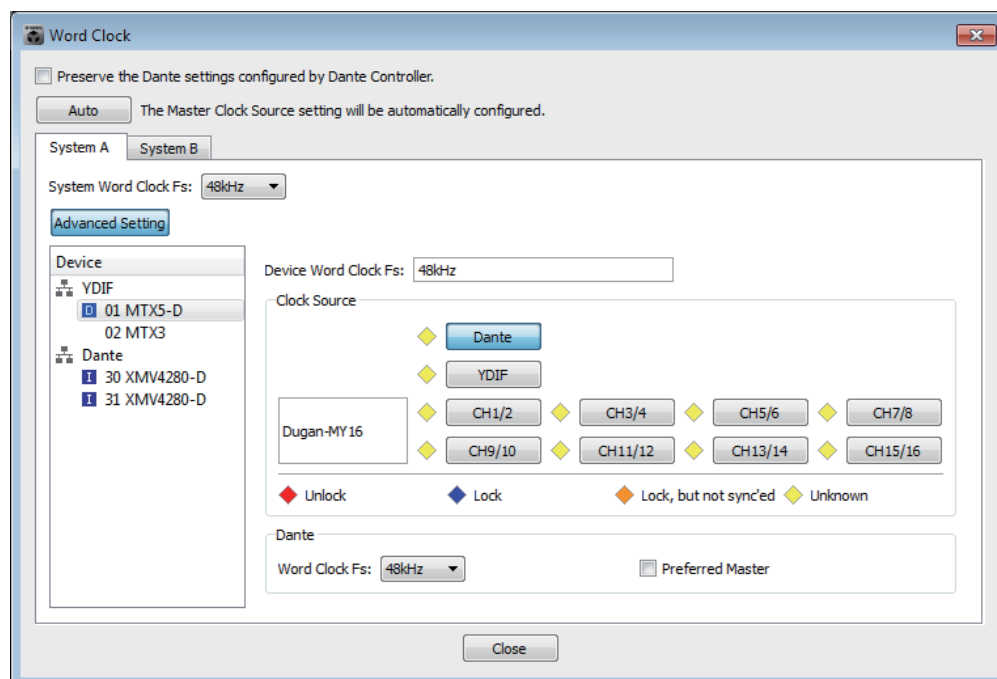 Word Clock
Preserve the Dante settings configured by Dante Controller.
Auto The Master Clock Source setting will be automatically configured.
System A System B
System Word Clock Fs: 48kHz
Advanced Setting
Device
YDIF
D 01 MTX5-D
02 MTX3
Dante
I 30 XMV4280-D
I 31 XMV4280-D
Device Word Clock Fs: 48kHz
Clock Source
Dante
YDIF
Dugan-MY16
CH1/2 CH3/4 CH5/6 CH7/8
CH9/10 CH11/12 CH13/14 CH15/16
Unlock Lock Lock, but not sync'ed Unknown
Dante
Word Clock Fs: 48kHz Preferred Master
Close